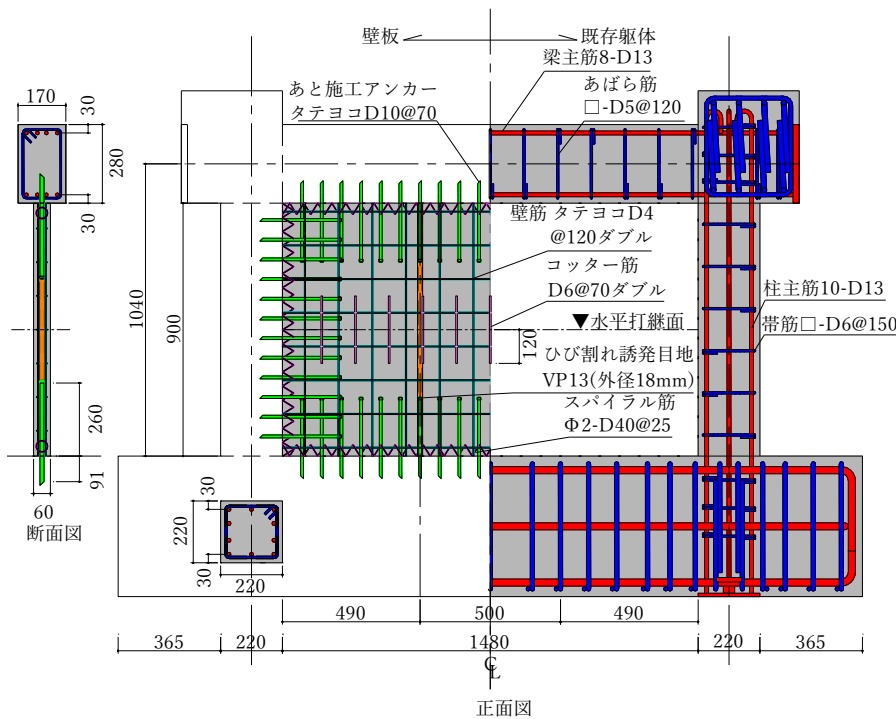 壁板
既存躯体
梁主筋8-D13
あと施工アンカー
タテヨコD10@70
あばら筋
□-D5@120
170
30
280
30
壁筋 タテヨコD4
@120ダブル
コッター筋
D6@70ダブル
柱主筋10-D13
▼水平打継面
帯筋□-D6@150
1040
900
120
ひび割れ誘発目地
VP13(外径18mm)
スパイラル筋
Φ2-D40@25
260
91
60
断面図
30
220
30
220
490
500
490
365
220
1480
220
365
℄
正面図